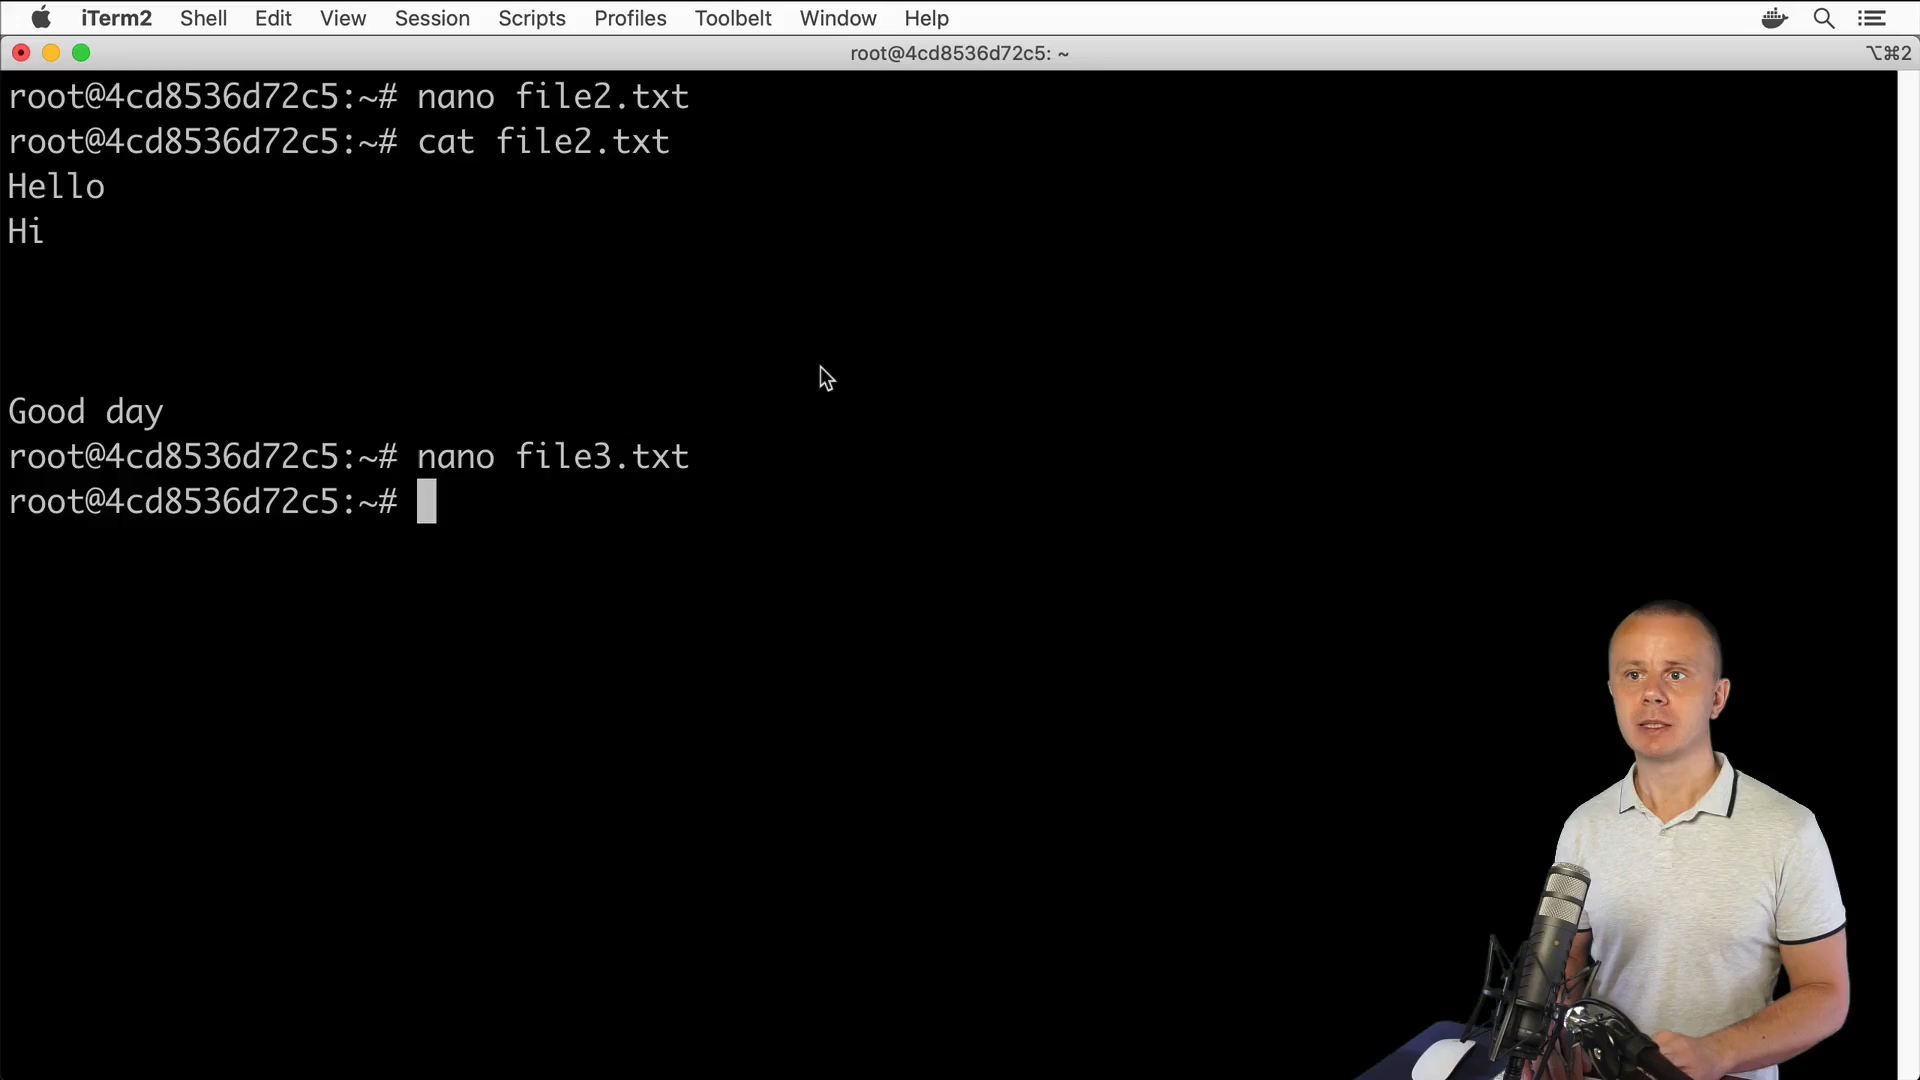 iTerm2 Shell Edit View Session Scripts Profiles Toolbelt Window Help
root@4cd8536d72c5: ~ ⌥⌘2
root@4cd8536d72c5:~# nano file2.txt
root@4cd8536d72c5:~# cat file2.txt
Hello
Hi
Good day
root@4cd8536d72c5:~# nano file3.txt
root@4cd8536d72c5:~#